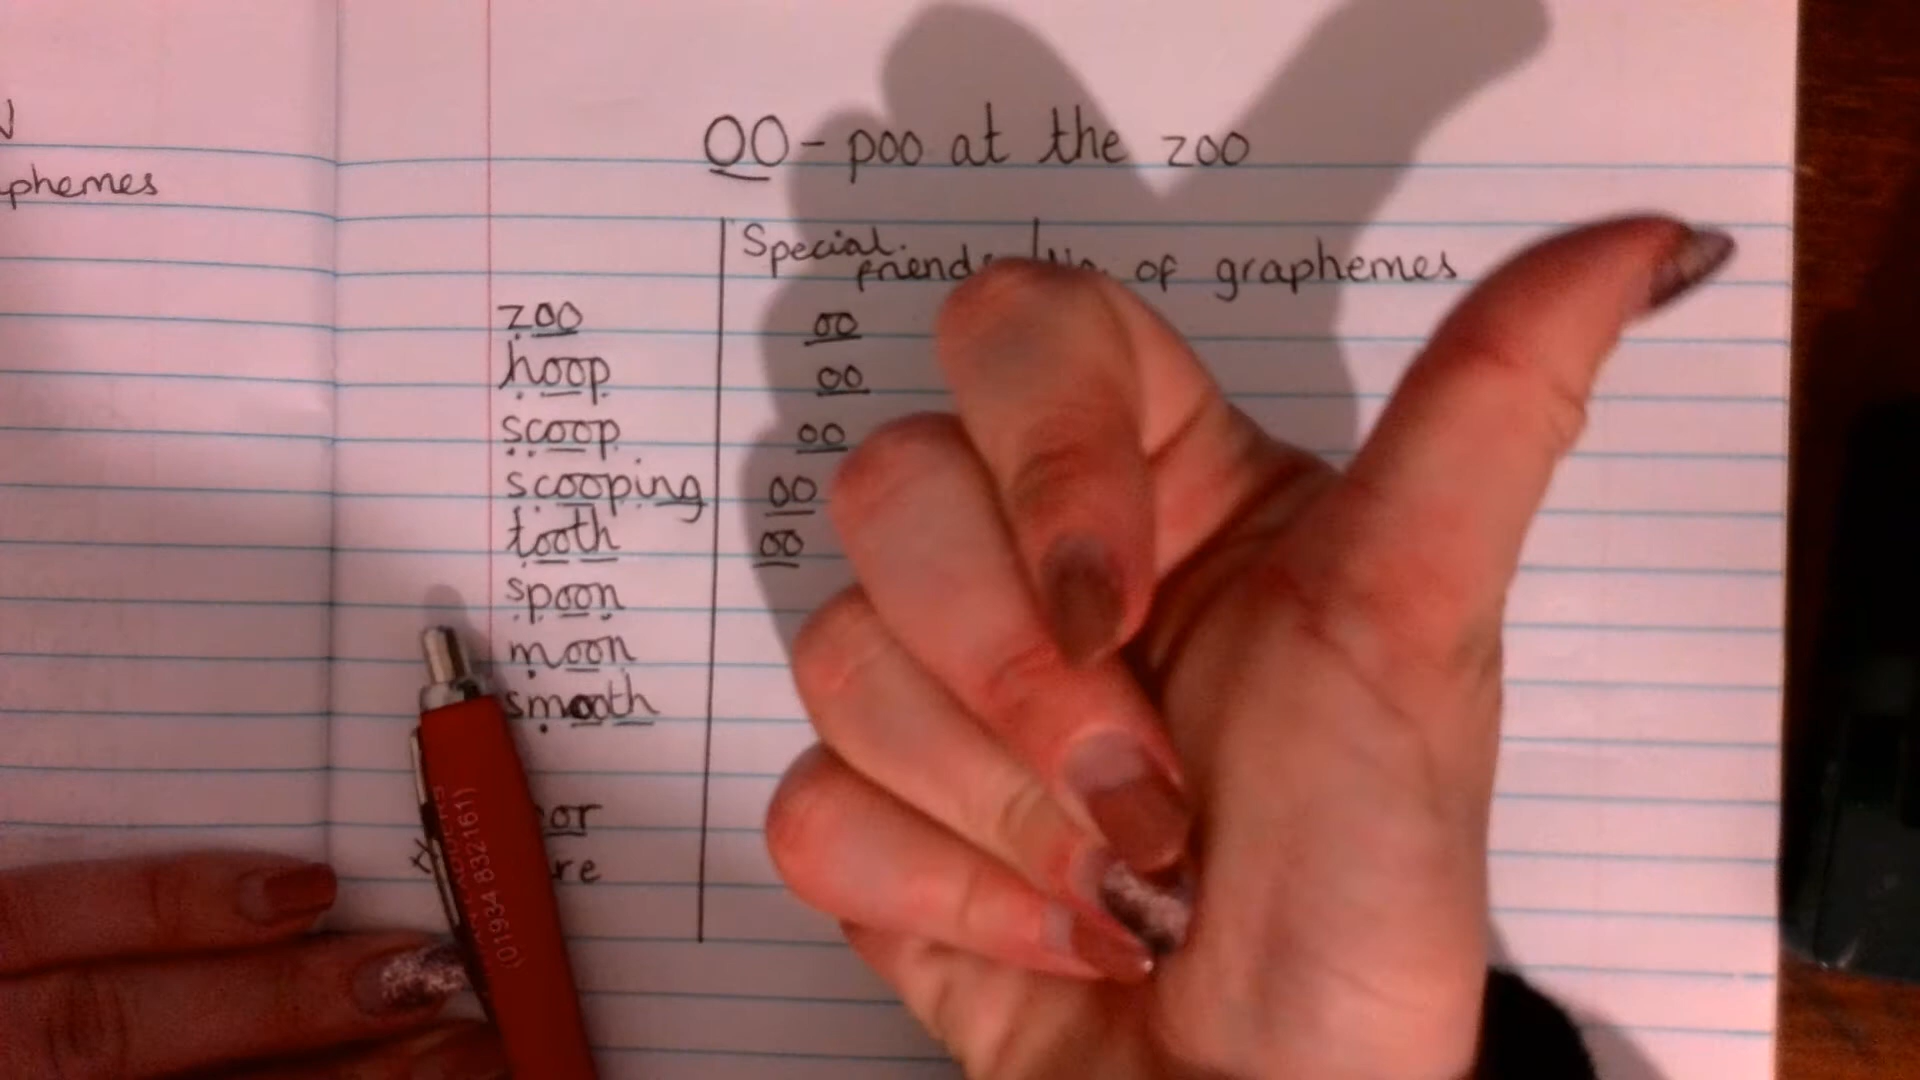 phemes
oo - poo at the zoo
Special friends of graphemes
zoo oo
hoop oo
scoop oo
scooping oo
tooth oo
spoon
moon
smooth
or
re
(01934 832161)